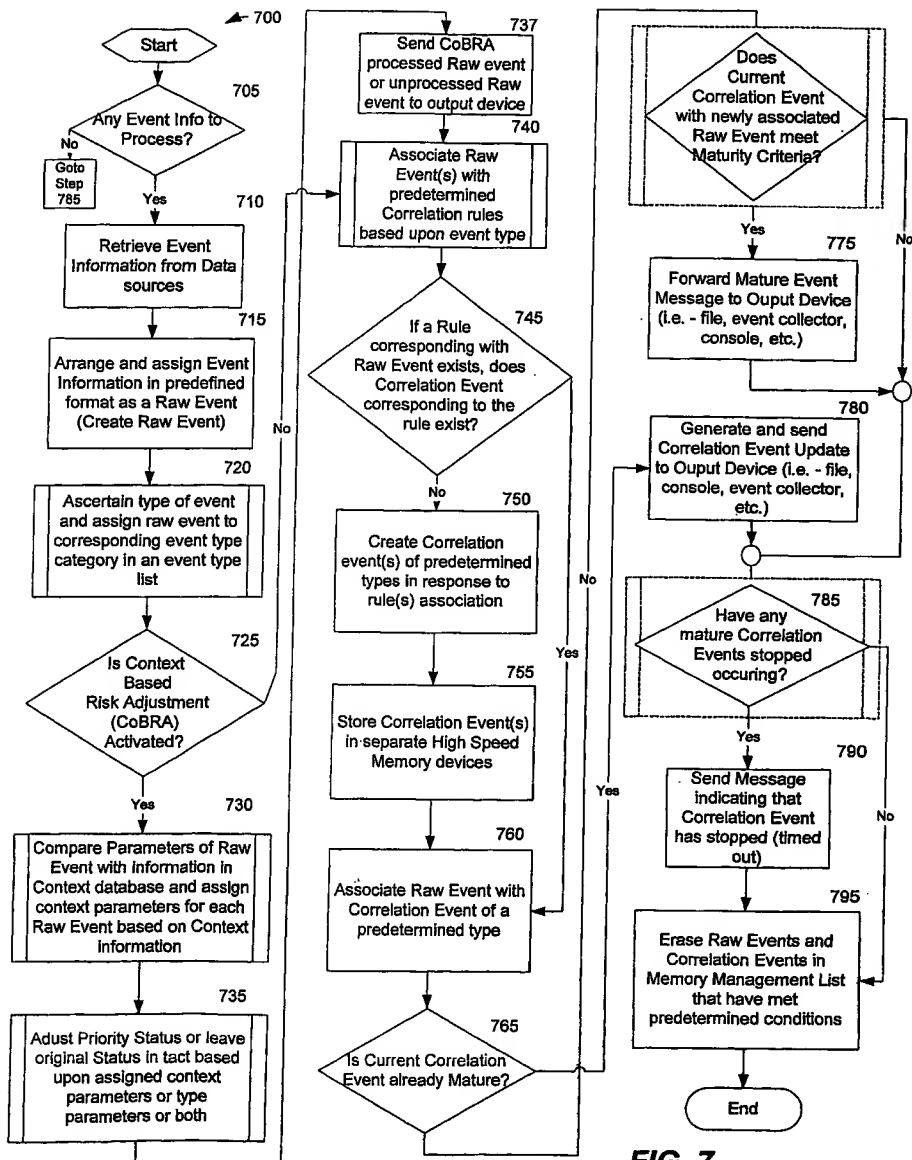 700
Start
705
Any Event Info to
Process?
No
Goto
Step
785
Yes
710
Retrieve Event
Information from Data
sources
715
Arrange and assign Event
Information in predefined
format as a Raw Event
(Create Raw Event)
720
Ascertain type of event
and assign raw event to
corresponding event type
category in an event type
list
725
Is Context
Based
Risk Adjustment
(CoBRA)
Activated?
No
Yes
730
Compare Parameters of Raw
Event with information in
Context database and assign
context parameters for each
Raw Event based on Context
information
735
Adjust Priority Status or leave
original Status in tact based
upon assigned context
parameters or type
parameters or both
737
Send CoBRA
processed Raw event
or unprocessed Raw
event to output device
740
Associate Raw
Event(s) with
predetermined
Correlation rules
based upon event type
745
If a Rule
corresponding with
Raw Event exists, does
Correlation Event
corresponding to the
rule exist?
No
750
Create Correlation
event(s) of predetermined
types in response to
rule(s) association
Yes
755
Store Correlation Event(s)
in separate High Speed
Memory devices
760
Associate Raw Event with
Correlation Event of a
predetermined type
765
Is Current Correlation
Event already Mature?
No
Yes
Does
Current
Correlation Event
with newly associated
Raw Event meet
Maturity Criteria?
Yes
No
775
Forward Mature Event
Message to Ouput Device
(i.e. - file, event collector,
console, etc.)
780
Generate and send
Correlation Event Update
to Ouput Device (i.e. - file,
console, event collector,
etc.)
785
Have any
mature Correlation
Events stopped
occuring?
Yes
No
790
Send Message
indicating that
Correlation Event
has stopped (timed
out)
795
Erase Raw Events and
Correlation Events in
Memory Management List
that have met
predetermined conditions
End
FIG. 7